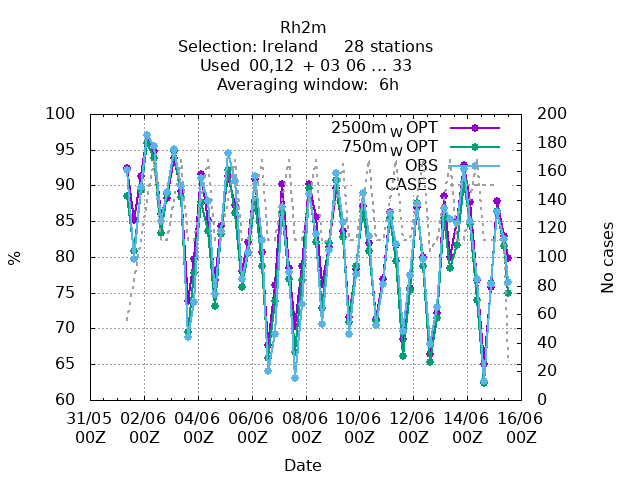 Rh2m
Selection: Ireland 28 stations
Used 00,12 + 03 06 ... 33
Averaging window: 6h
100 200
95 180
90 160
85 140
80 120
75 100
70 80
65 60
60 40
20
0
2500m w OPT
750m w OPT
OBS
CASES
%
No cases
31/05 02/06 04/06 06/06 08/06 10/06 12/06 14/06 16/06
00Z 00Z 00Z 00Z 00Z 00Z 00Z 00Z 00Z
Date